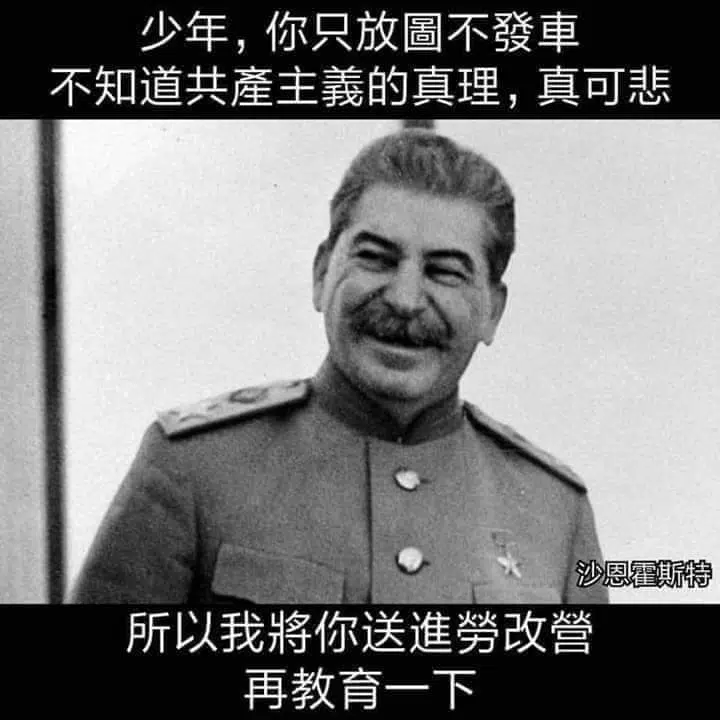 少年，你只放圖不發車
不知道共產主義的真理，真可悲
沙恩霍斯特
所以我將你送進勞改營
再教育一下